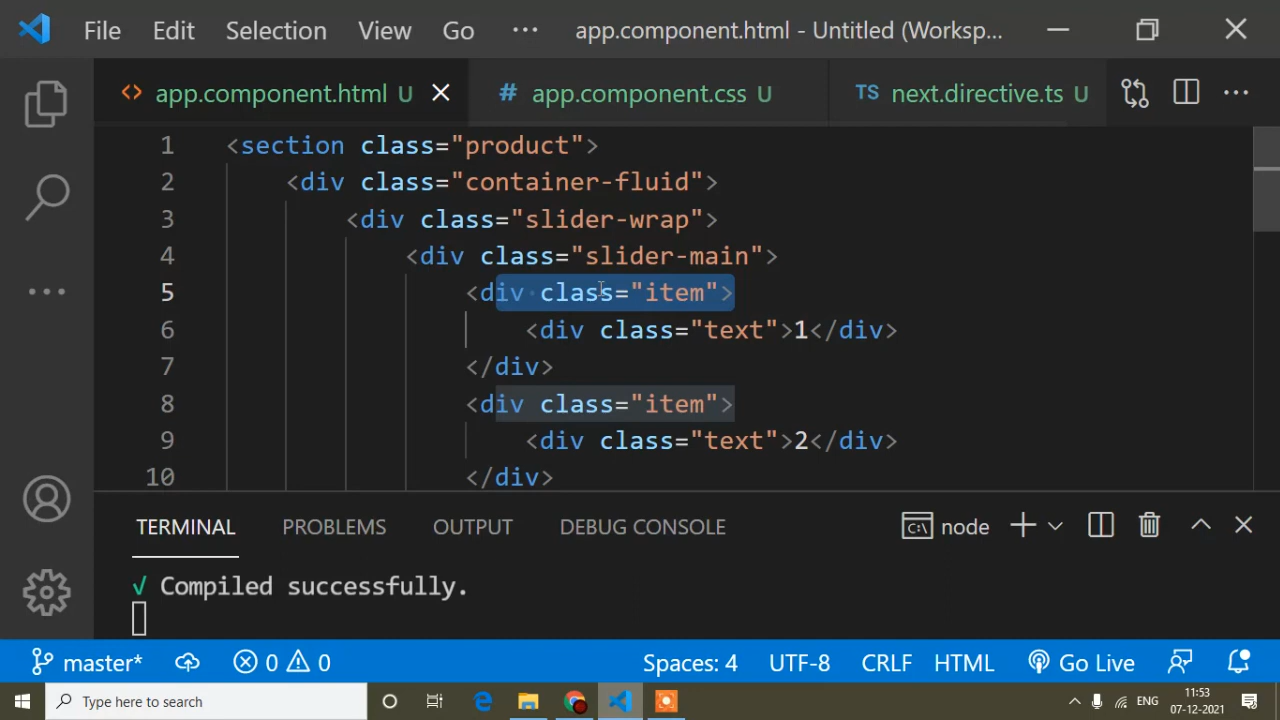 File Edit Selection View Go ··· app.component.html - Untitled (Worksp...
<> app.component.html U # app.component.css U TS next.directive.ts U
1 <section class="product">
2 <div class="container-fluid">
3 <div class="slider-wrap">
4 <div class="slider-main">
5 <div class="item">
6 <div class="text">1</div>
7 </div>
8 <div class="item">
9 <div class="text">2</div>
10 </div>
TERMINAL PROBLEMS OUTPUT DEBUG CONSOLE node
√ Compiled successfully.
master* 0 0 Spaces: 4 UTF-8 CRLF HTML Go Live
Type here to search ENG 11:53
07-12-2021